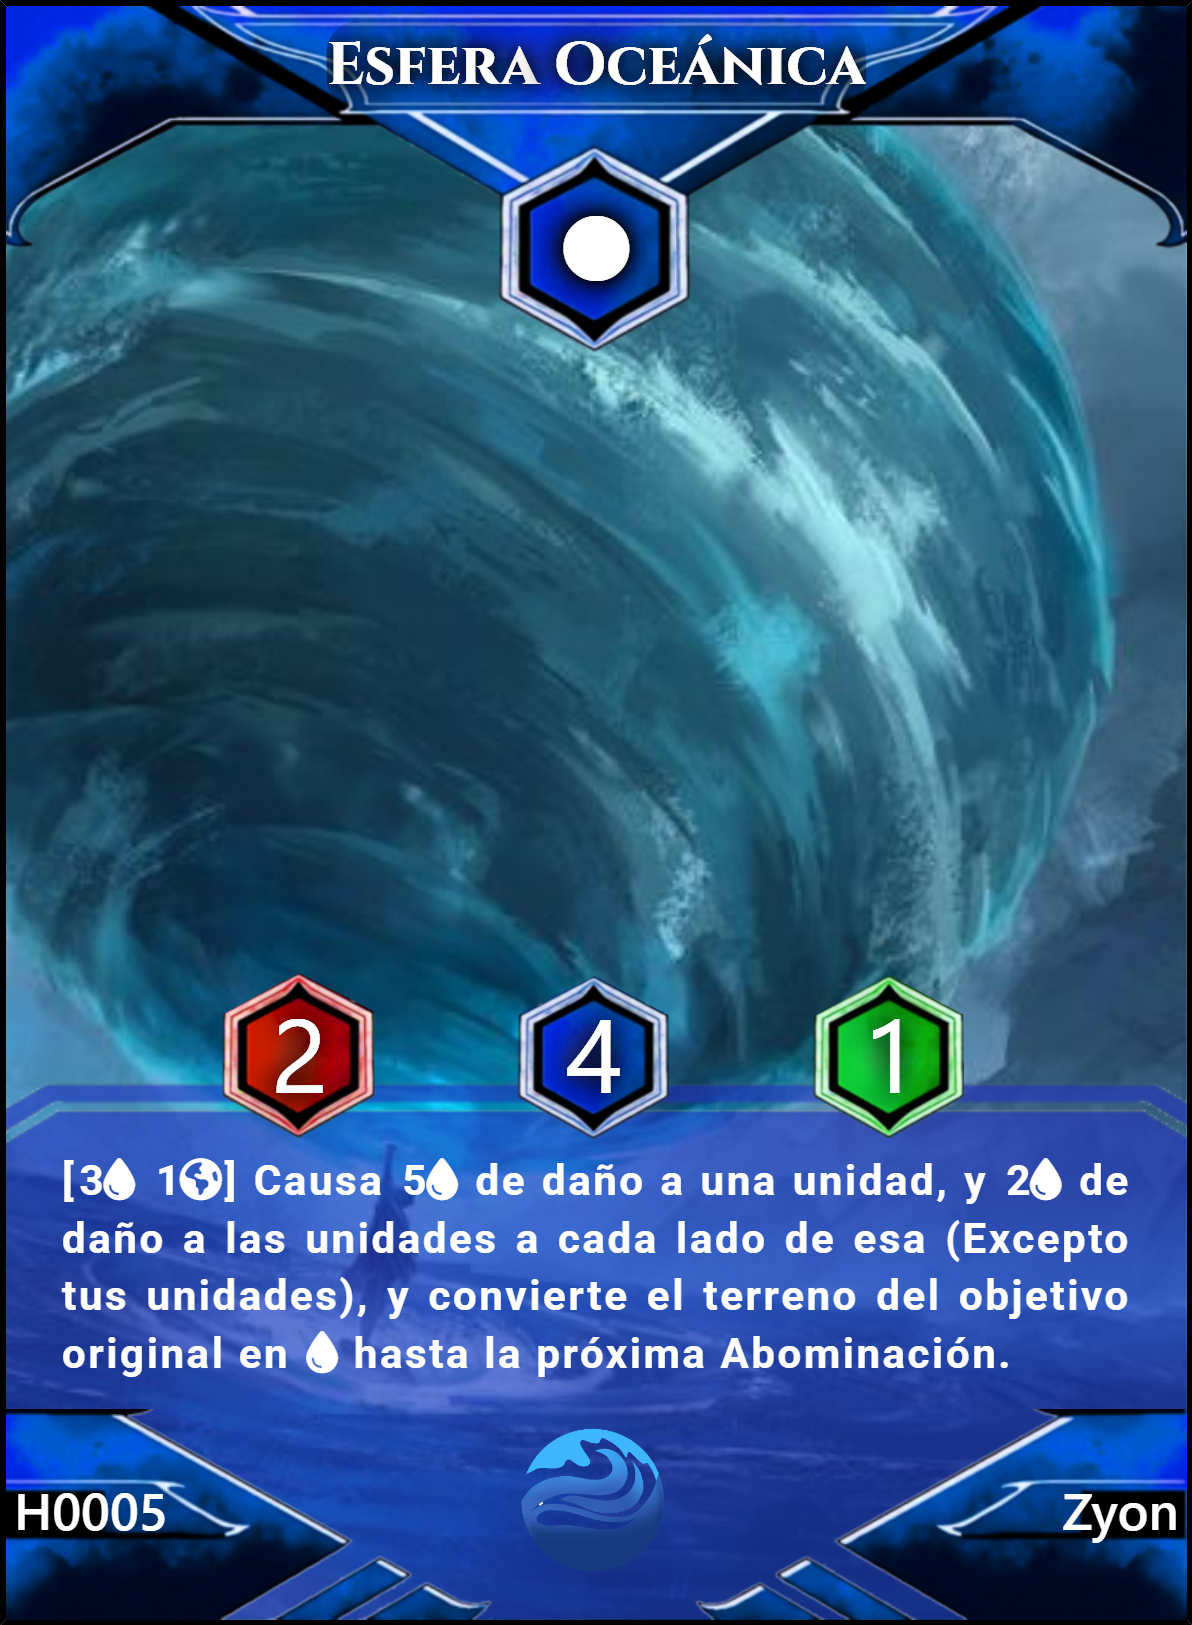 Esfera Oceánica
2 4 1
[3 1] Causa 5 de daño a una unidad, y 2 de
daño a las unidades a cada lado de esa (Excepto
tus unidades), y convierte el terreno del objetivo
original en hasta la próxima Abominación.
H0005 Zyon